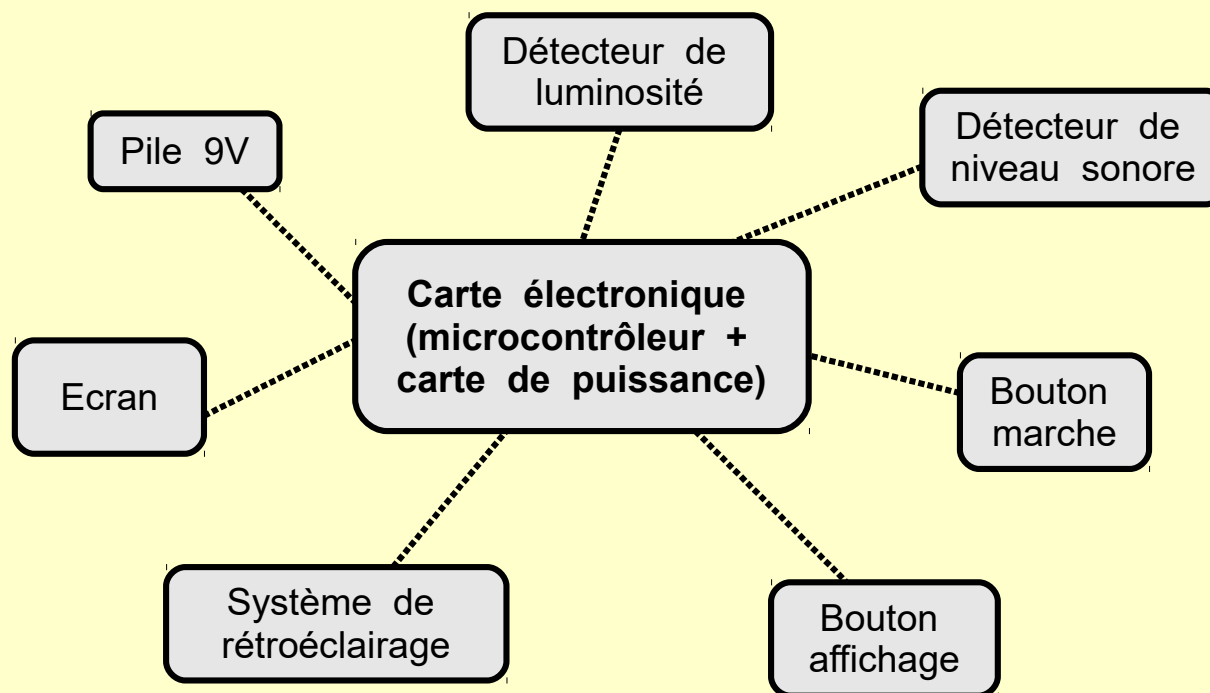 Détecteur de
luminosité
Pile 9V
Détecteur de
niveau sonore
Carte électronique
(microcontrôleur +
carte de puissance)
Ecran
Bouton
marche
Système de
rétroéclairage
Bouton
affichage